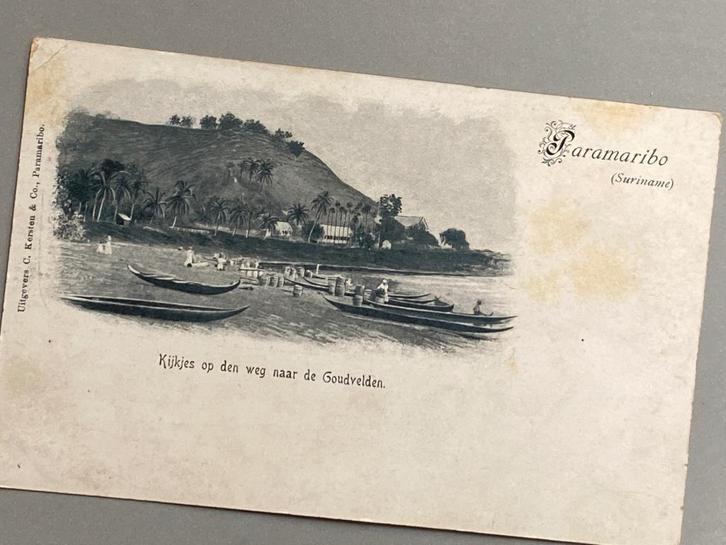 Paramaribo
(Suriname)
Uitgevers C. Kersten & Co., Paramaribo.
Kijkjes op den weg naar de Goudvelden.